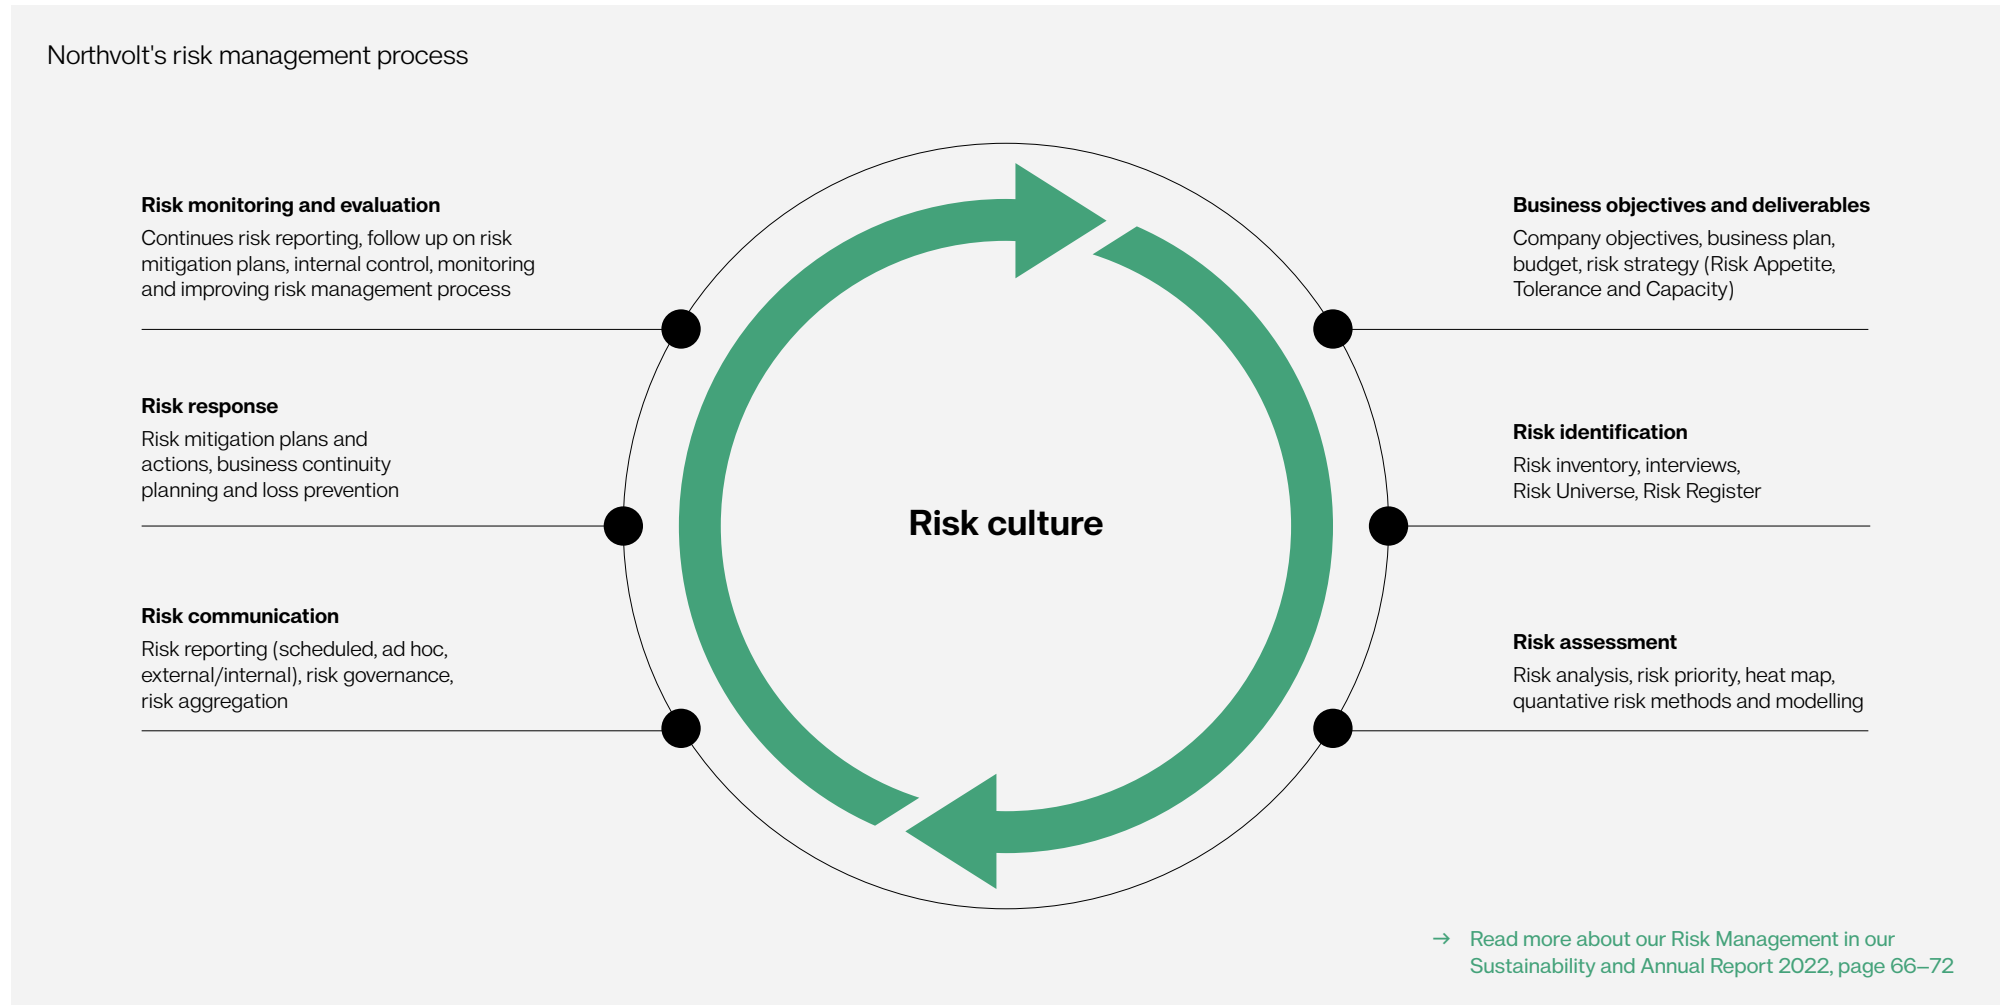 Northvolt's risk management process
Risk monitoring and evaluation
Continues risk reporting, follow up on risk
mitigation plans, internal control, monitoring
and improving risk management process
Risk response
Risk mitigation plans and
actions, business continuity
planning and loss prevention
Risk communication
Risk reporting (scheduled, ad hoc,
external/internal), risk governance,
risk aggregation
Risk culture
Business objectives and deliverables
Company objectives, business plan,
budget, risk strategy (Risk Appetite,
Tolerance and Capacity)
Risk identification
Risk inventory, interviews,
Risk Universe, Risk Register
Risk assessment
Risk analysis, risk priority, heat map,
quantative risk methods and modelling
→ Read more about our Risk Management in our
Sustainability and Annual Report 2022, page 66–72